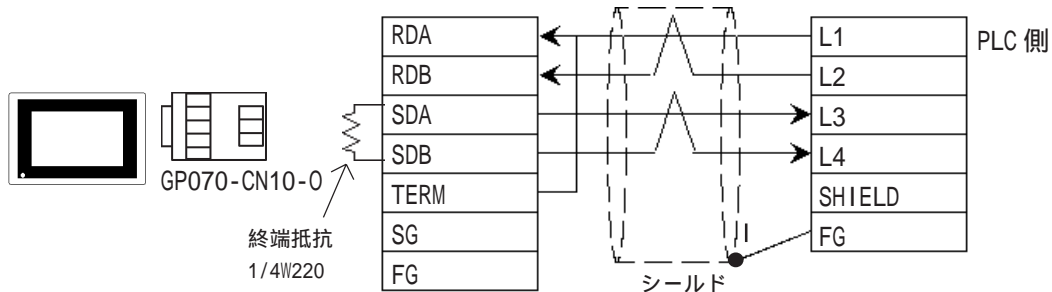 RDA
RDB
SDA
SDB
TERM
SG
FG
L1
L2
L3
L4
SHIELD
FG
PLC 側
GP070-CN10-O
終端抵抗
1/4W220
シールド